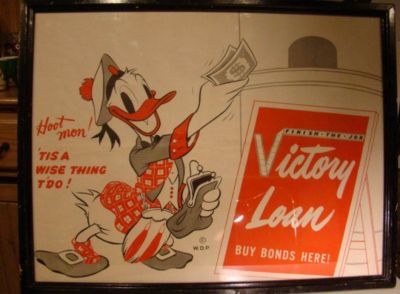 Hoot
mon!
'TIS A
WISE THING
T'DO!
FINISH-THE-JOB
Victory
Loan
BUY BONDS HERE!
$
©
W.D.P.